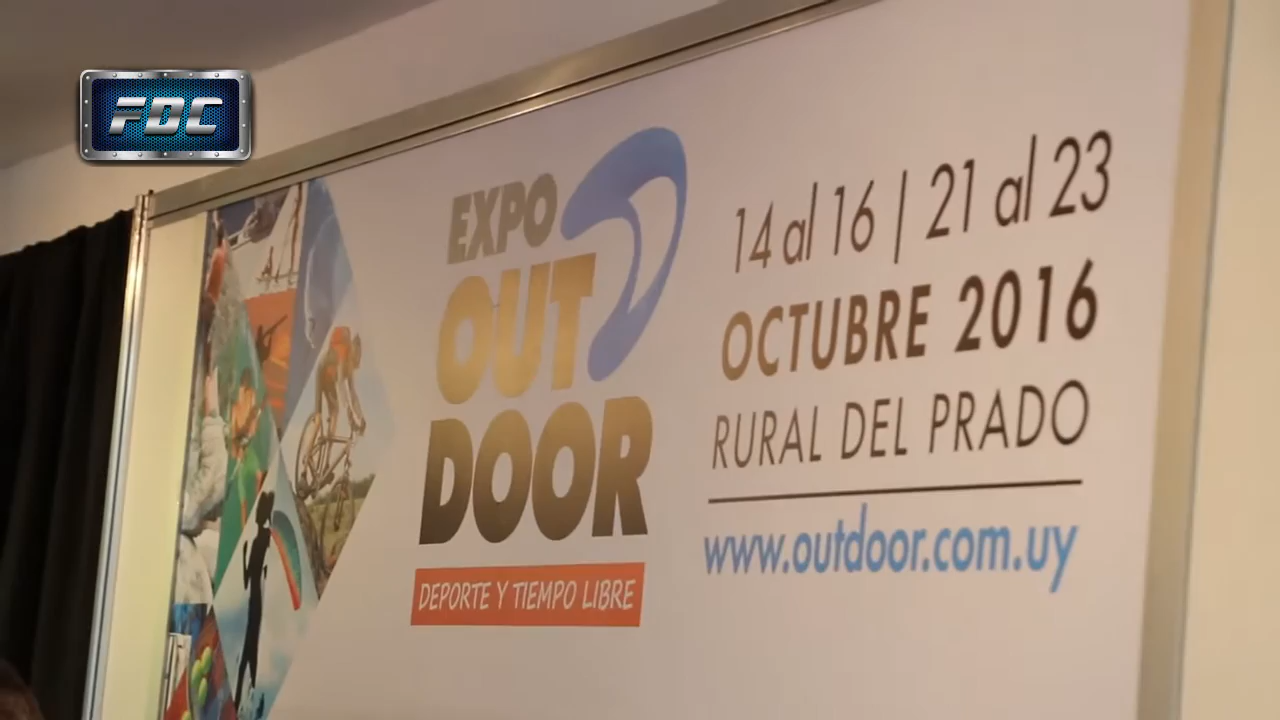 FDC
EXPO
OUT
DOOR
DEPORTE Y TIEMPO LIBRE
14 al 16 | 21 al 23
OCTUBRE 2016
RURAL DEL PRADO
www.outdoor.com.uy